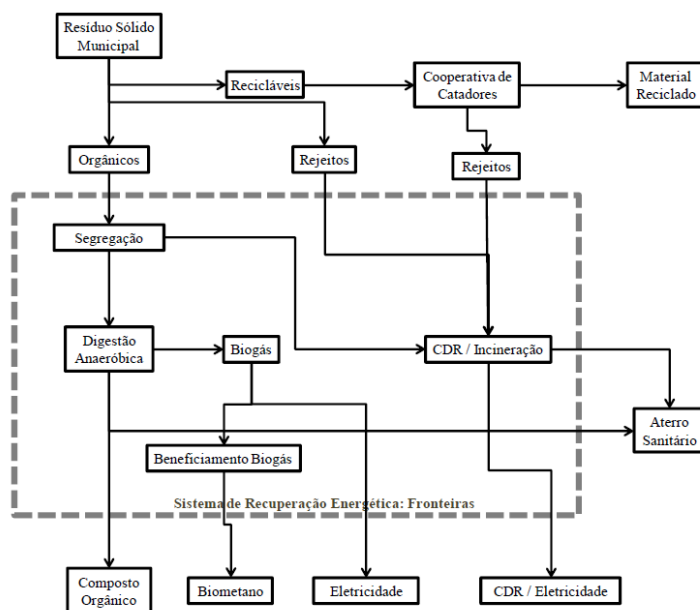 Resíduo Sólido
Municipal
Recicláveis
Cooperativa de
Catadores
Material
Reciclado
Orgânicos
Rejeitos
Rejeitos
Segregação
Digestão
Anaeróbica
Biogás
CDR / Incineração
Aterro
Sanitário
Beneficiamento Biogás
Sistema de Recuperação Energética: Fronteiras
Composto
Orgânico
Biometano
Eletricidade
CDR / Eletricidade